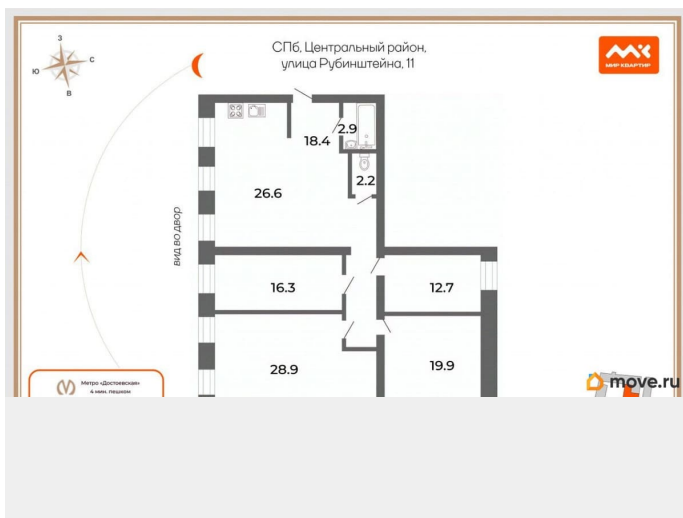 З
С
Ю
В
СПб, Центральный район,
улица Рубинштейна, 11
МИР КВАРТИР
вид во двор
18.4
2.9
2.2
26.6
16.3
12.7
28.9
19.9
Метро «Достоевская»
4 мин. пешком
move.ru